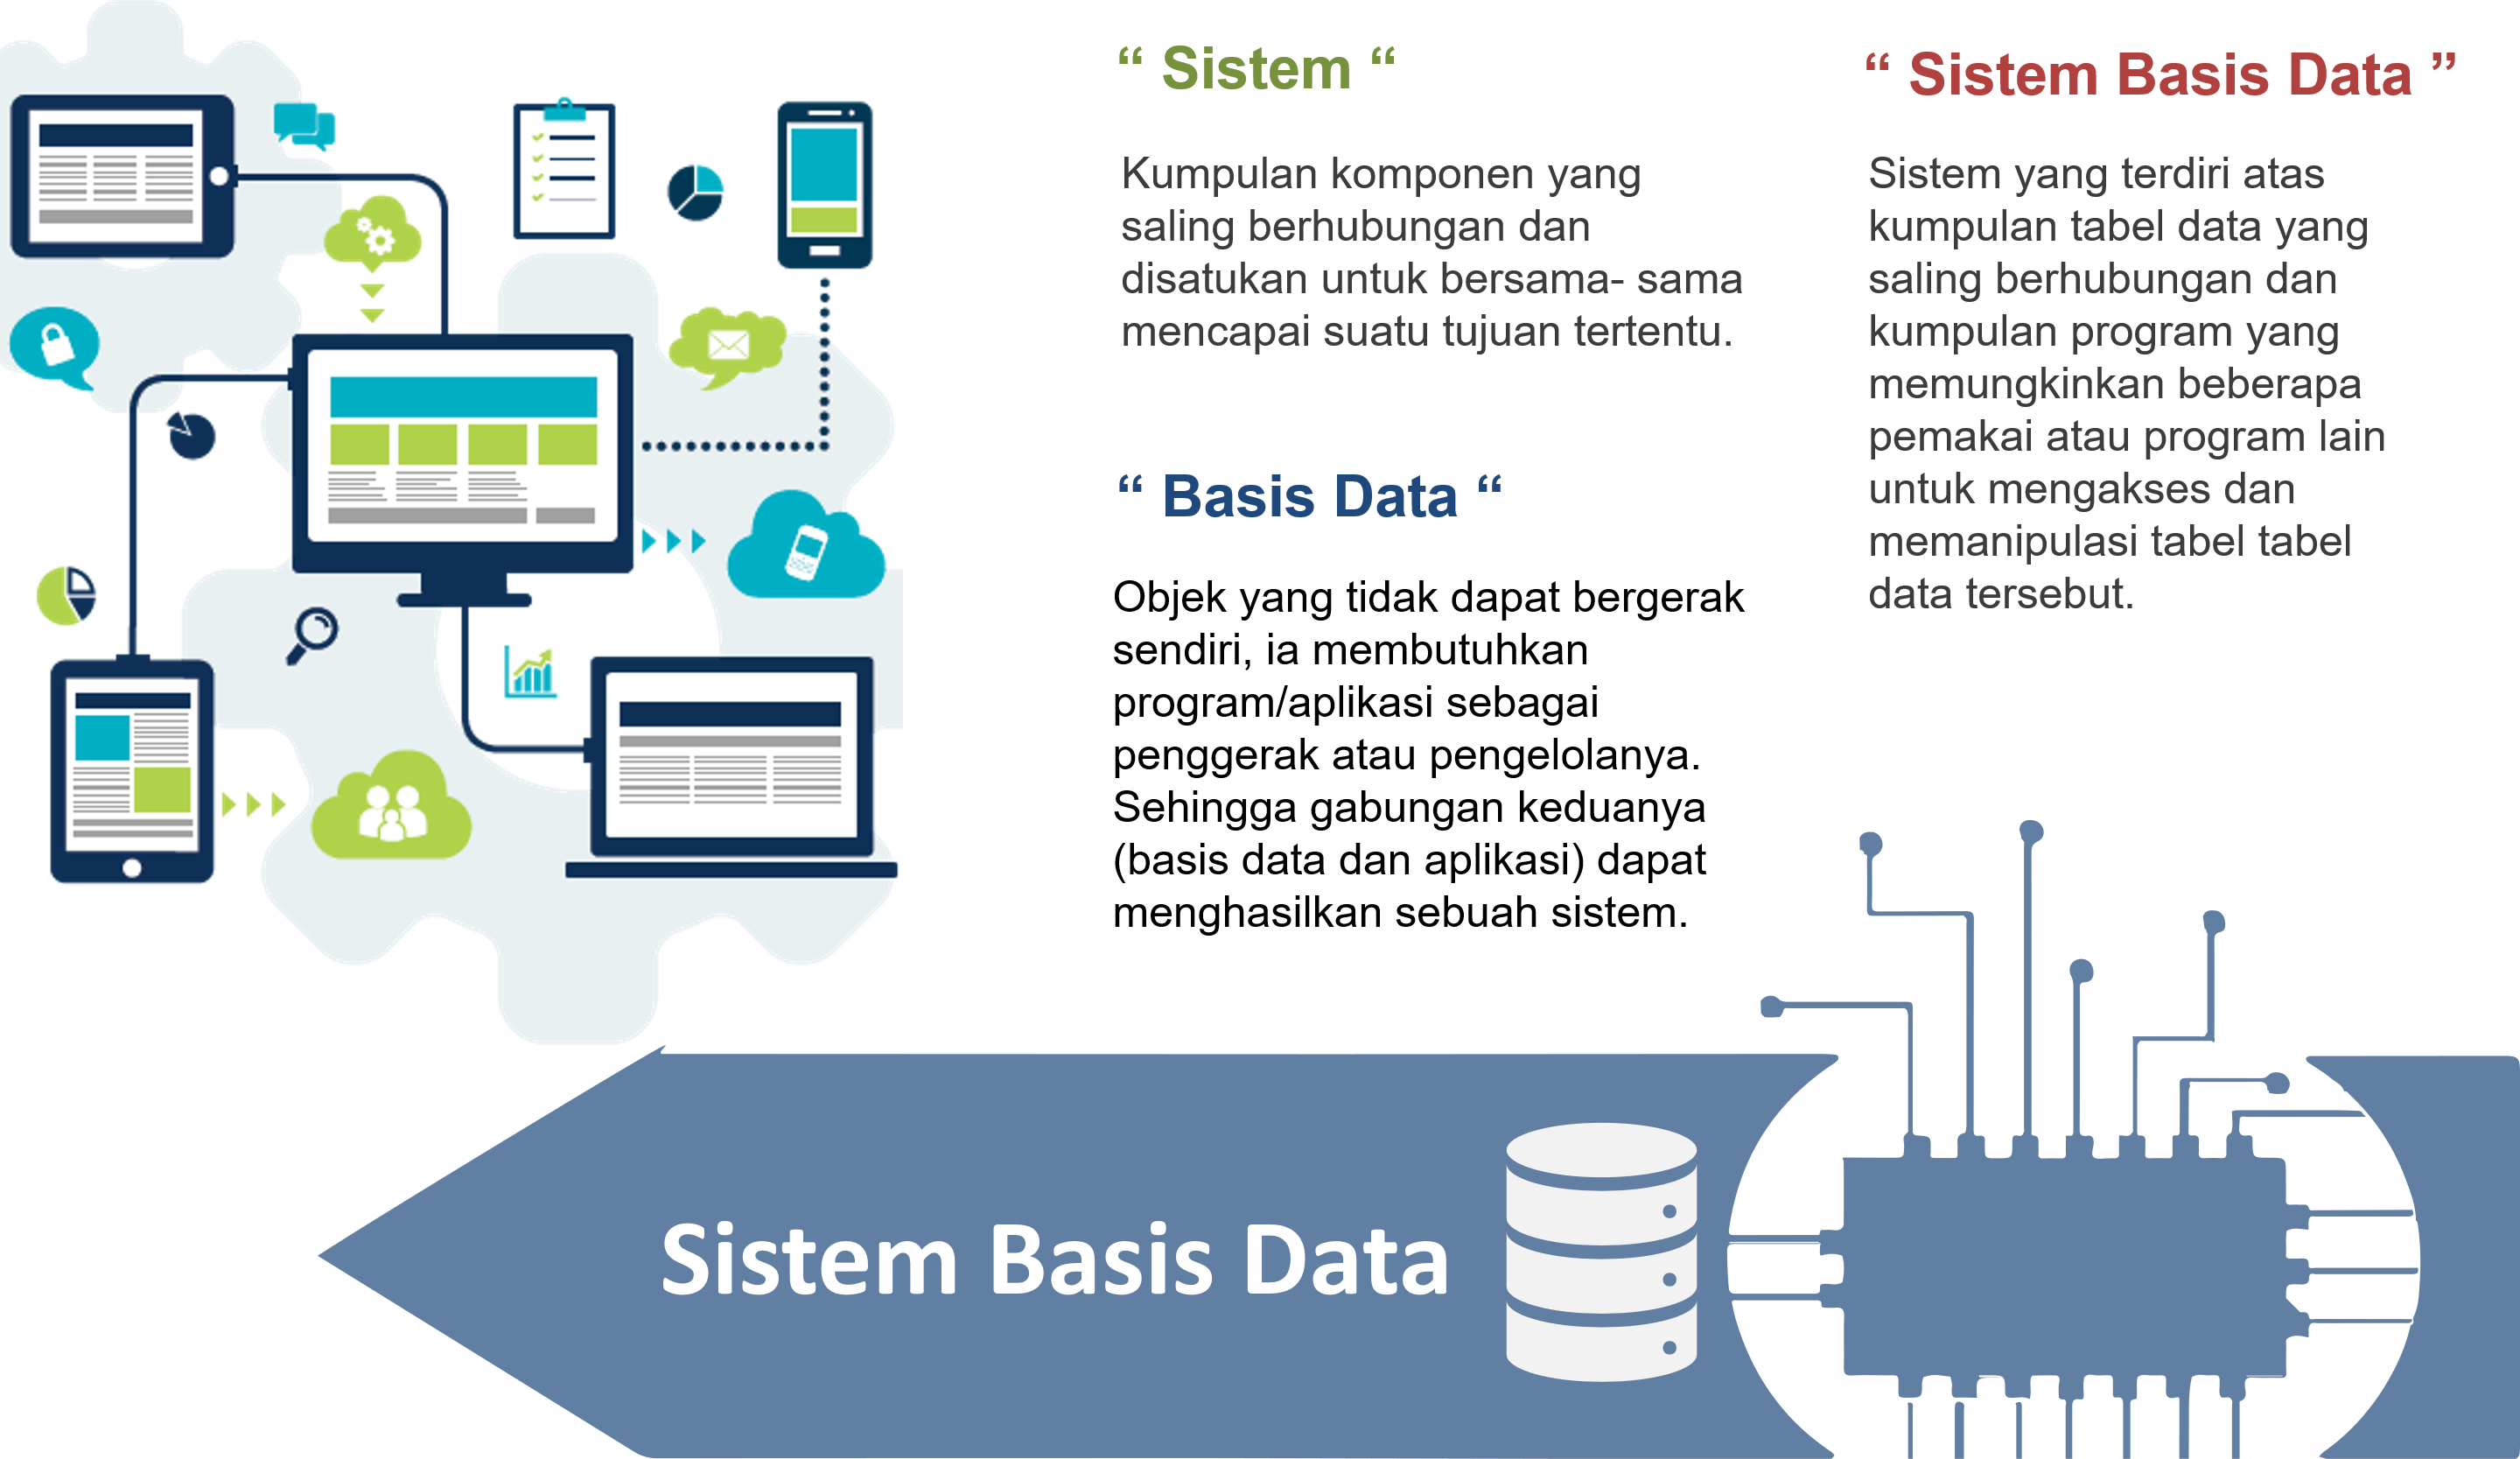 “ Sistem “
Kumpulan komponen yang
saling berhubungan dan
disatukan untuk bersama- sama
mencapai suatu tujuan tertentu.
“ Basis Data “
Objek yang tidak dapat bergerak
sendiri, ia membutuhkan
program/aplikasi sebagai
penggerak atau pengelolanya.
Sehingga gabungan keduanya
(basis data dan aplikasi) dapat
menghasilkan sebuah sistem.
“ Sistem Basis Data ”
Sistem yang terdiri atas
kumpulan tabel data yang
saling berhubungan dan
kumpulan program yang
memungkinkan beberapa
pemakai atau program lain
untuk mengakses dan
memanipulasi tabel tabel
data tersebut.
Sistem Basis Data